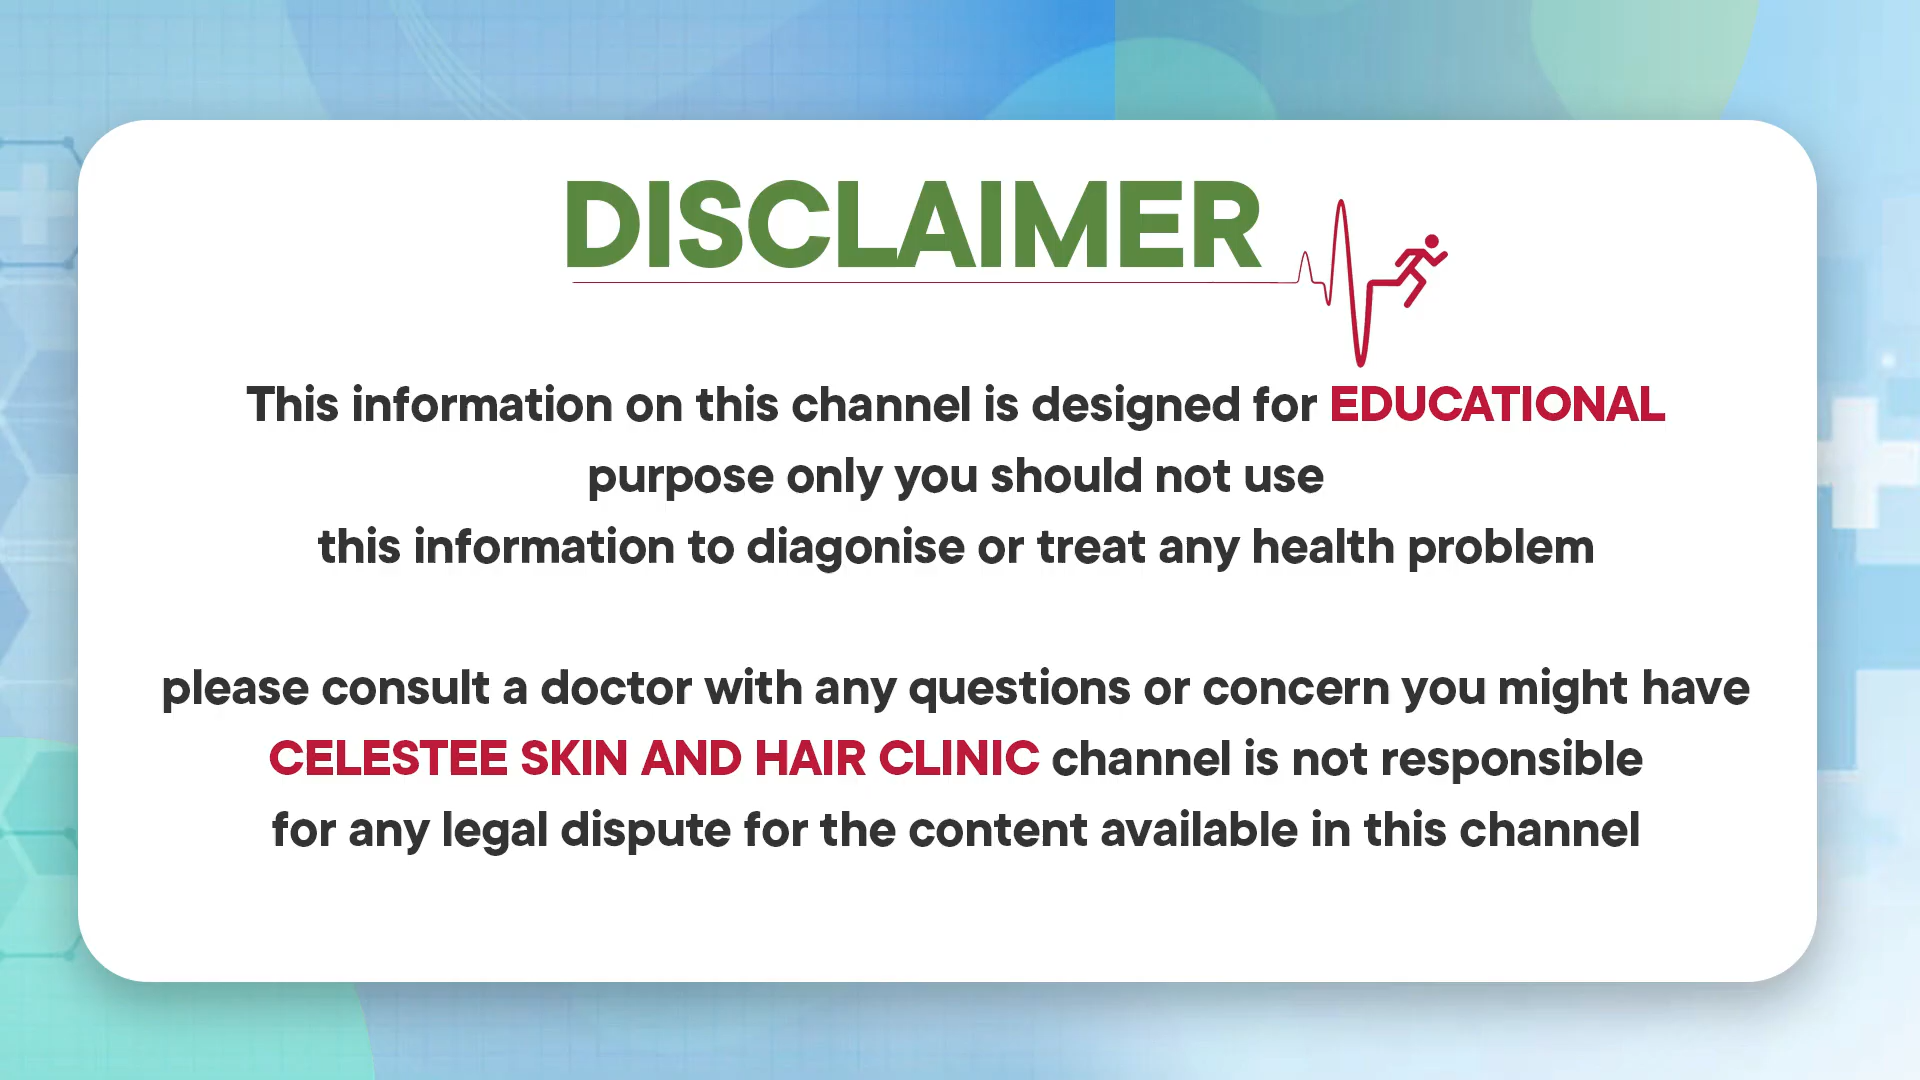 DISCLAIMER
This information on this channel is designed for EDUCATIONAL
purpose only you should not use
this information to diagonise or treat any health problem
please consult a doctor with any questions or concern you might have
CELESTEE SKIN AND HAIR CLINIC channel is not responsible
for any legal dispute for the content available in this channel